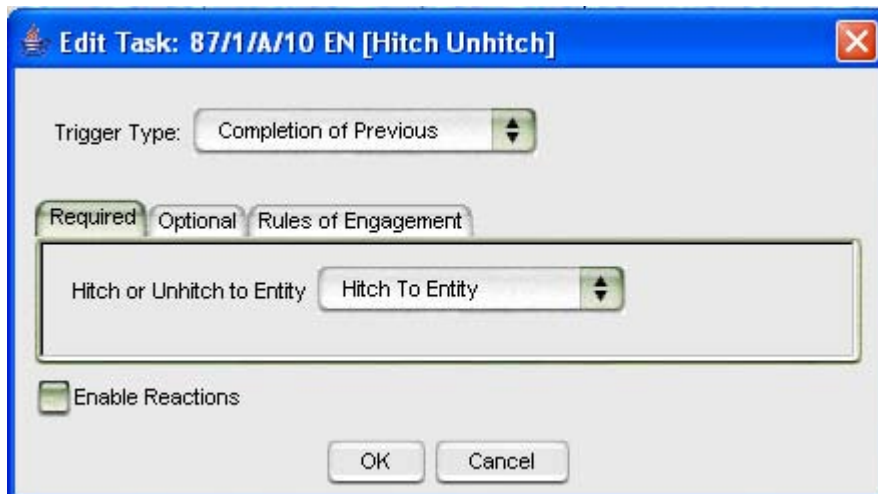 Edit Task: 87/1/A/10 EN [Hitch Unhitch]
Trigger Type: Completion of Previous
Required Optional Rules of Engagement
Hitch or Unhitch to Entity Hitch To Entity
Enable Reactions
OK Cancel